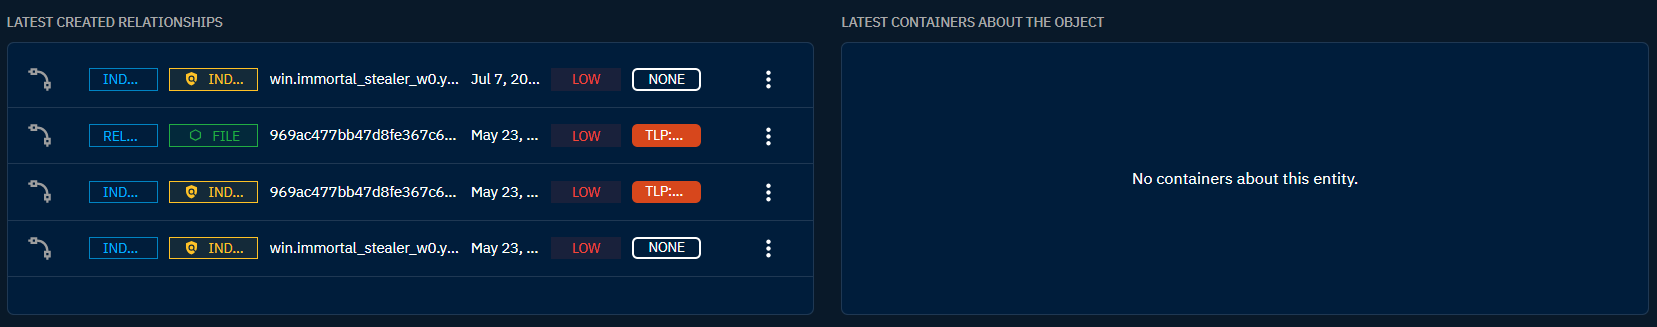 LATEST CREATED RELATIONSHIPS
IND... IND... win.immortal_stealer_w0.y... Jul 7, 20... LOW NONE
REL... FILE 969ac477bb47d8fe367c6... May 23, ... LOW TLP:...
IND... IND... 969ac477bb47d8fe367c6... May 23, ... LOW TLP:...
IND... IND... win.immortal_stealer_w0.y... May 23, ... LOW NONE
LATEST CONTAINERS ABOUT THE OBJECT
No containers about this entity.